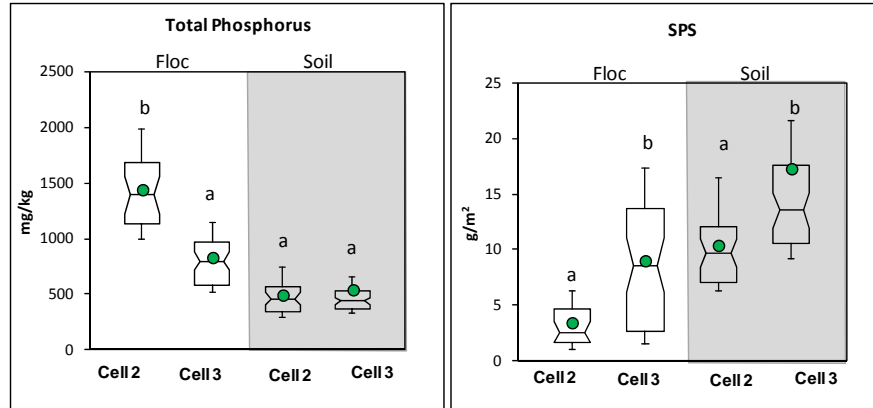 Total Phosphorus
Floc Soil
2500
2000
1500
1000
500
0
mg/kg
b
a
a
a
Cell 2 Cell 3 Cell 2 Cell 3
SPS
Floc Soil
25
20
15
10
5
0
g/m²
a
b
a
b
Cell 2 Cell 3 Cell 2 Cell 3